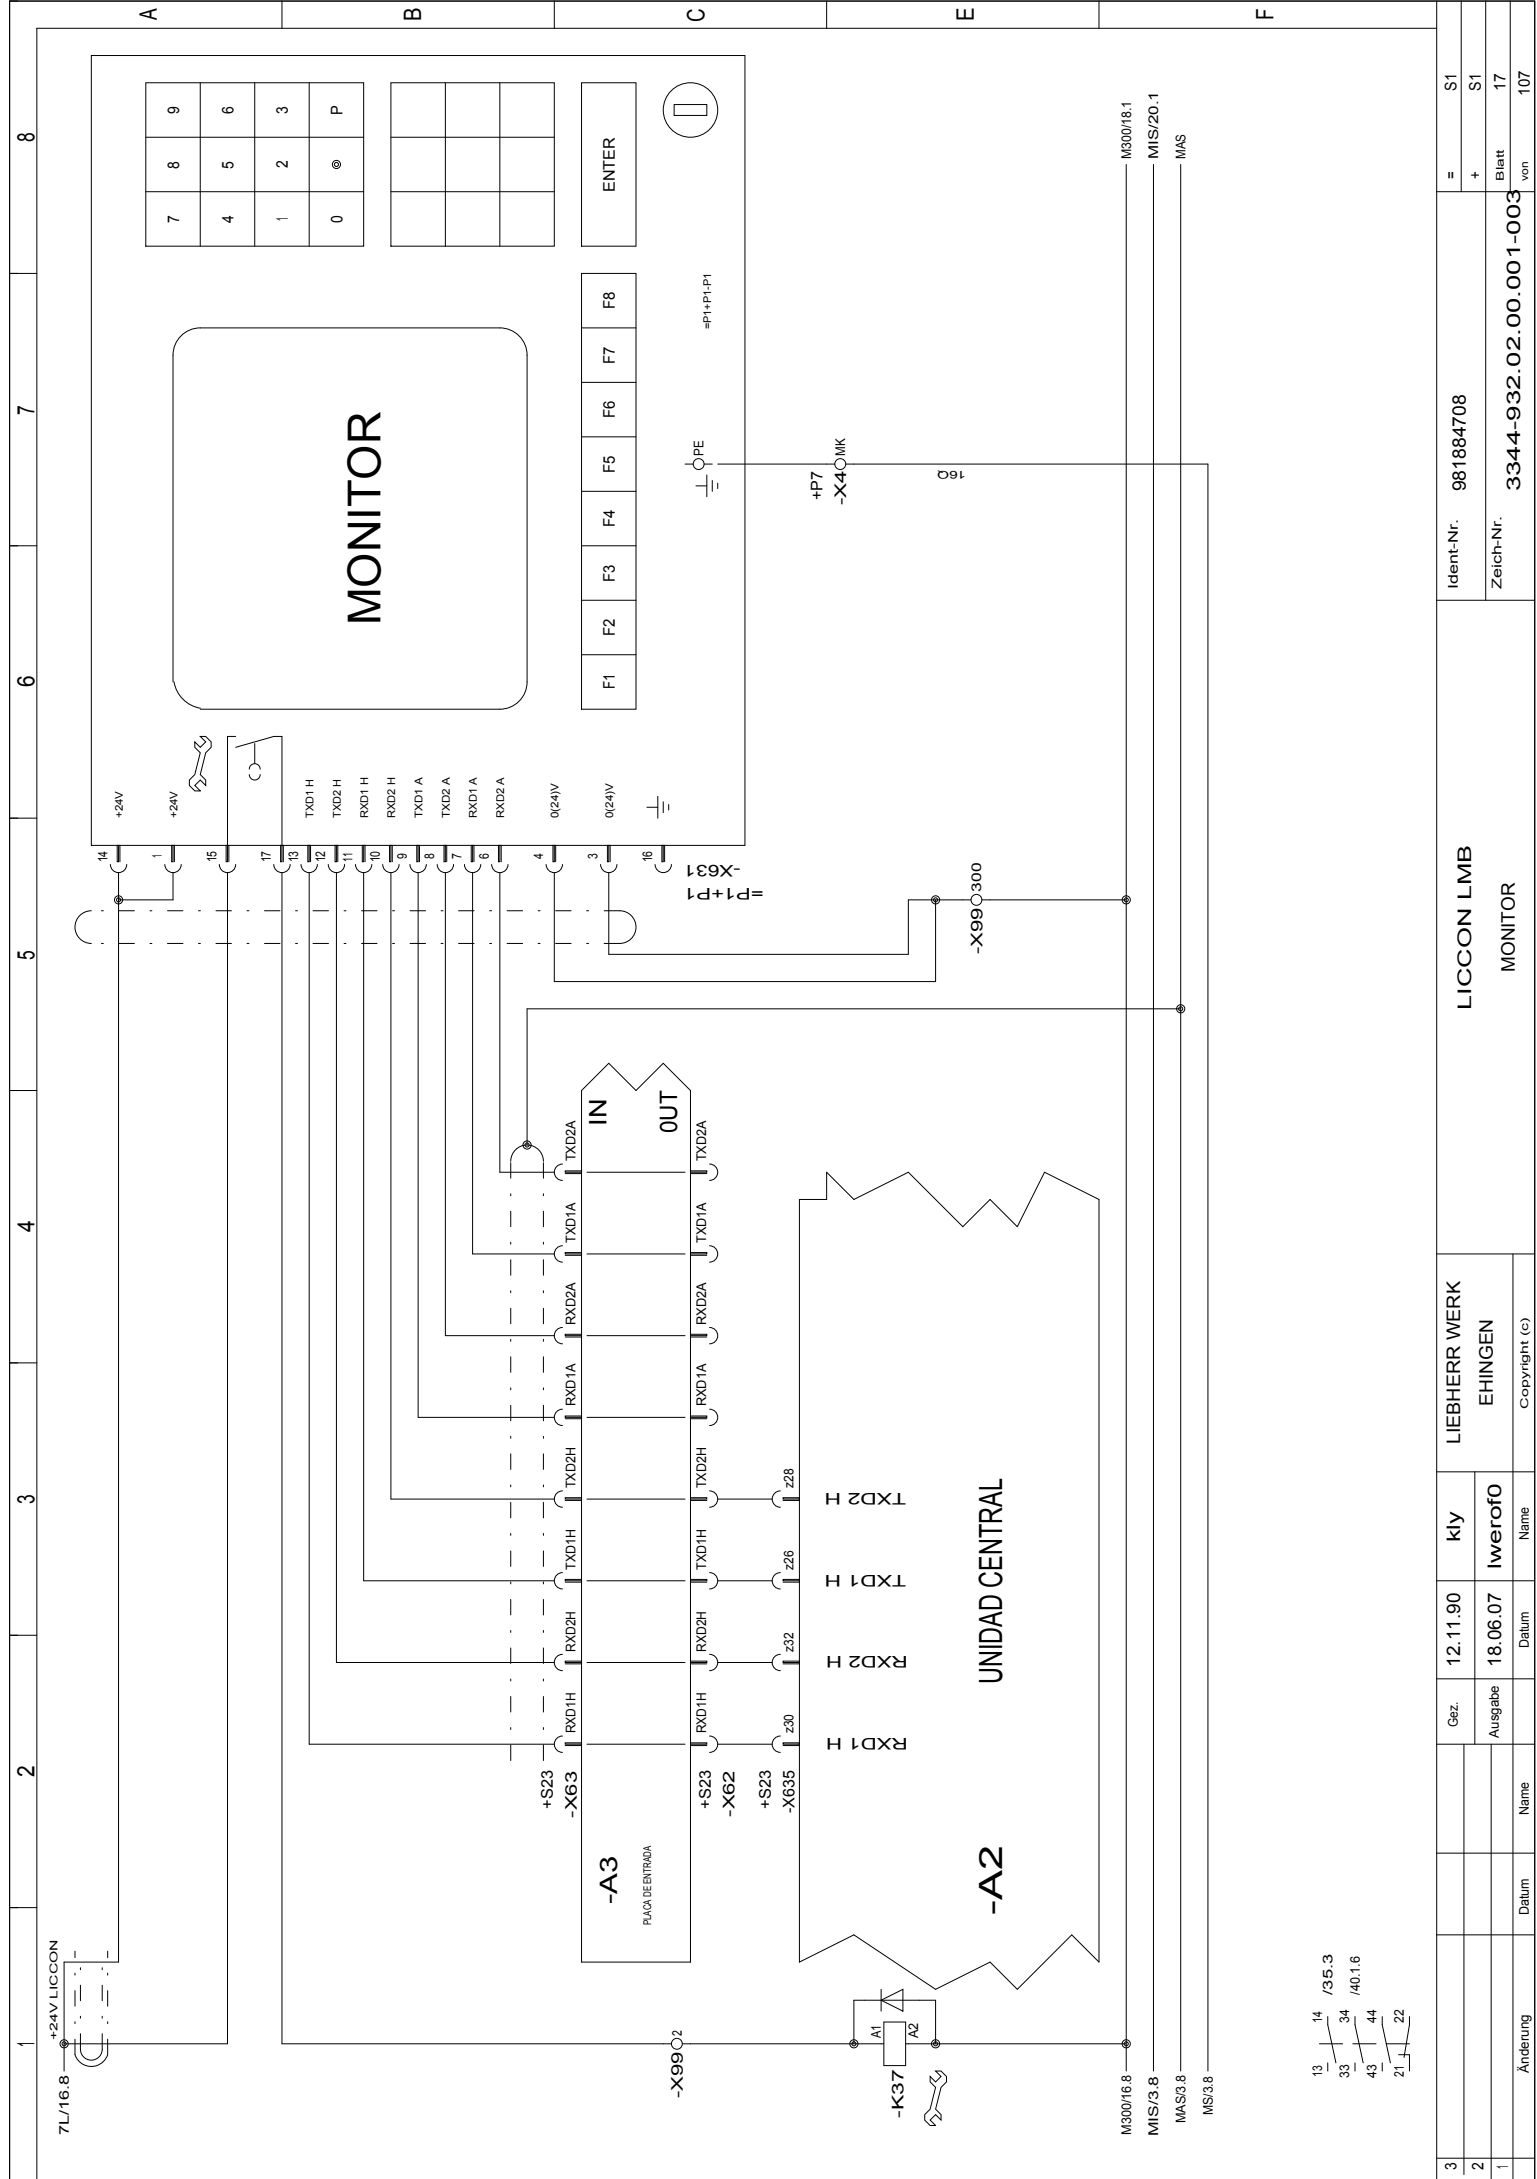 1 2 3 4 5 6 7 8
A
B
C
E
F
+24V LICCON
7L/16.8
14 +24V
1 +24V
15
17
13 TXD1 H
12 TXD2 H
11 RXD1 H
10 RXD2 H
9 TXD1 A
8 TXD2 A
7 RXD1 A
6 RXD2 A
4 0(24)V
3 0(24)V
16
-X631
=P1+P1
MONITOR
7 8 9
4 5 6
1 2 3
0 P
ENTER
F1 F2 F3 F4 F5 F6 F7 F8
=P1+P1-P1
PE
+P7
-X4 MK
16Q
-X99 300
+S23
-X63
RXD1H RXD2H TXD1H TXD2H RXD1A RXD2A TXD1A TXD2A
IN
-A3
PLACA DE ENTRADA
OUT
RXD1H RXD2H TXD1H TXD2H RXD1A RXD2A TXD1A TXD2A
+S23
-X62
+S23
-X635
z30 z32 z26 z28
RXD1 H RXD2 H TXD1 H TXD2 H
-A2
UNIDAD CENTRAL
-X99 2
A1
-K37
A2
M300/16.8 M300/18.1
MIS/3.8 MIS/20.1
MAS/3.8 MAS
MS/3.8
13 14 /35.3
33 34 /40.1.6
43 44
21 22
3
2
1
Änderung Datum Name
Gez. 12.11.90 kly
Ausgabe 18.06.07 lwerof0
Datum Name
LIEBHERR WERK
EHINGEN
Copyright (c)
LICCON LMB
MONITOR
Ident-Nr. 981884708
Zeich-Nr. 3344-932.02.00.001-003
= S1
+ S1
Blatt 17
von 107